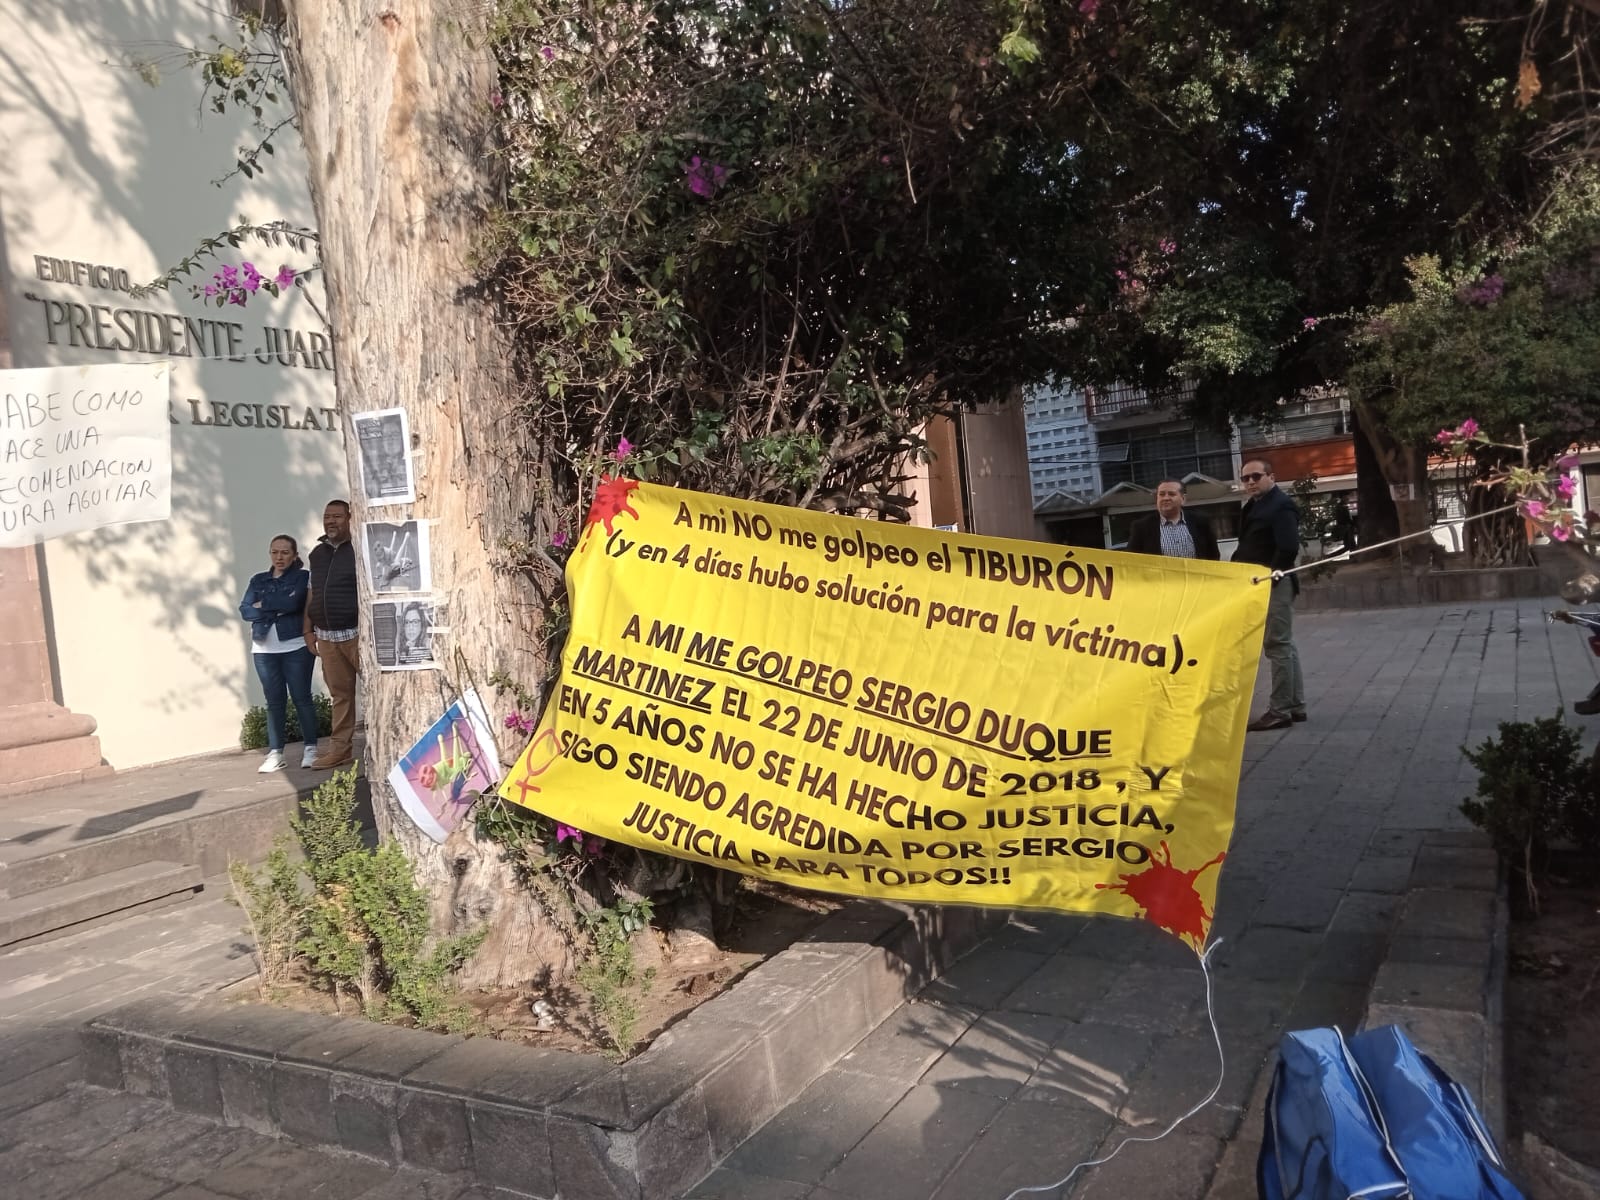 EDIFICIO
"PRESIDENTE JUAR
R LEGISLAT
SABE COMO
HACE UNA
RECOMENDACION
URA AGUILAR
A mi NO me golpeo el TIBURÓN
(y en 4 días hubo solución para la víctima).
A MI ME GOLPEO SERGIO DUQUE
MARTINEZ EL 22 DE JUNIO DE 2018 , Y
EN 5 AÑOS NO SE HA HECHO JUSTICIA,
SIGO SIENDO AGREDIDA POR SERGIO
JUSTICIA PARA TODOS!!